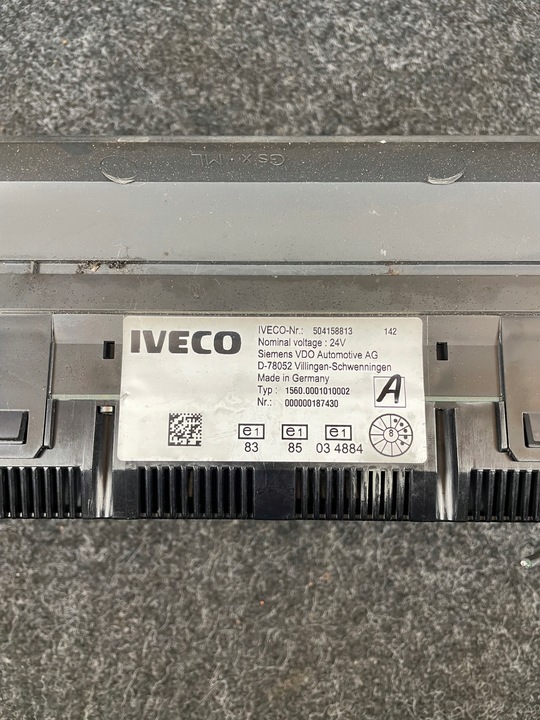 IVECO
IVECO-Nr.: 504158813 142
Nominal voltage : 24V
Siemens VDO Automotive AG
D-78052 Villingen-Schwenningen
Made in Germany
Typ : 1560.0001010002
Nr.: 000000187430
A
e1 e1 e1
83 85 03 4884
8